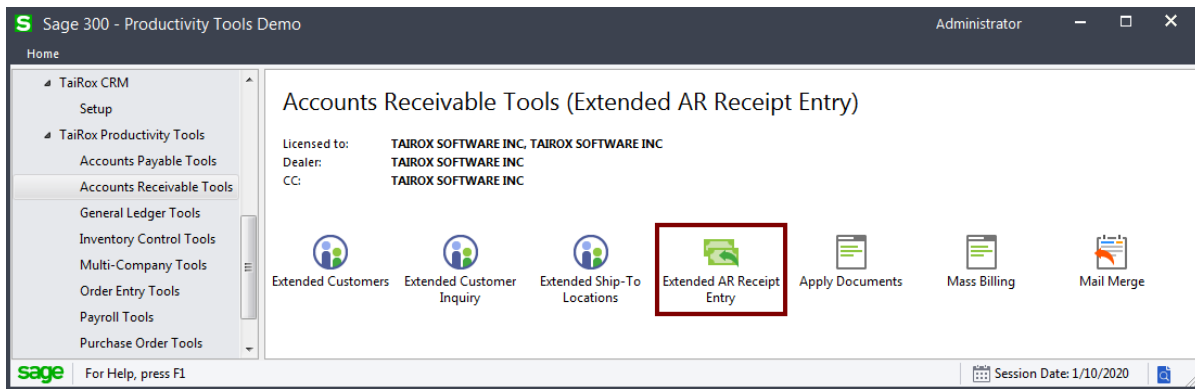 S Sage 300 - Productivity Tools Demo
Administrator
Home
TaiRox CRM
Setup
TaiRox Productivity Tools
Accounts Payable Tools
Accounts Receivable Tools
General Ledger Tools
Inventory Control Tools
Multi-Company Tools
Order Entry Tools
Payroll Tools
Purchase Order Tools
Accounts Receivable Tools (Extended AR Receipt Entry)
Licensed to: TAIROX SOFTWARE INC, TAIROX SOFTWARE INC
Dealer: TAIROX SOFTWARE INC
CC: TAIROX SOFTWARE INC
Extended Customers
Extended Customer
Inquiry
Extended Ship-To
Locations
Extended AR Receipt
Entry
Apply Documents
Mass Billing
Mail Merge
sage For Help, press F1
Session Date: 1/10/2020